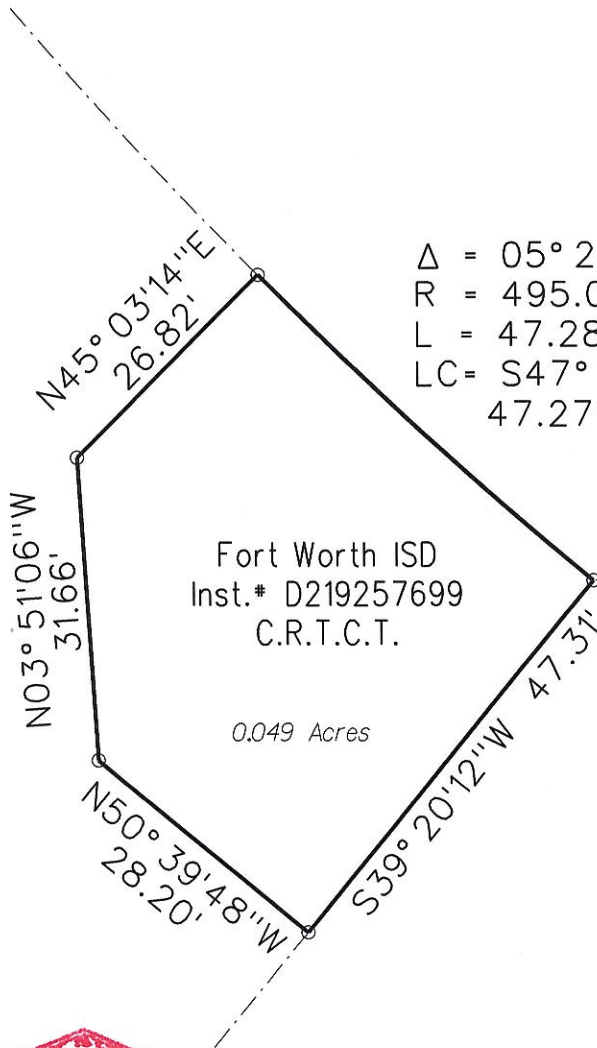 N45° 03'14"E
26.82'
Δ = 05° 2
R = 495.0
L = 47.28
LC= S47°
47.27
N03° 51'06"W
31.66'
Fort Worth ISD
Inst.# D219257699
C.R.T.C.T.
0.049 Acres
S39° 20'12"W 47.31'
N50° 39'48"W
28.20'